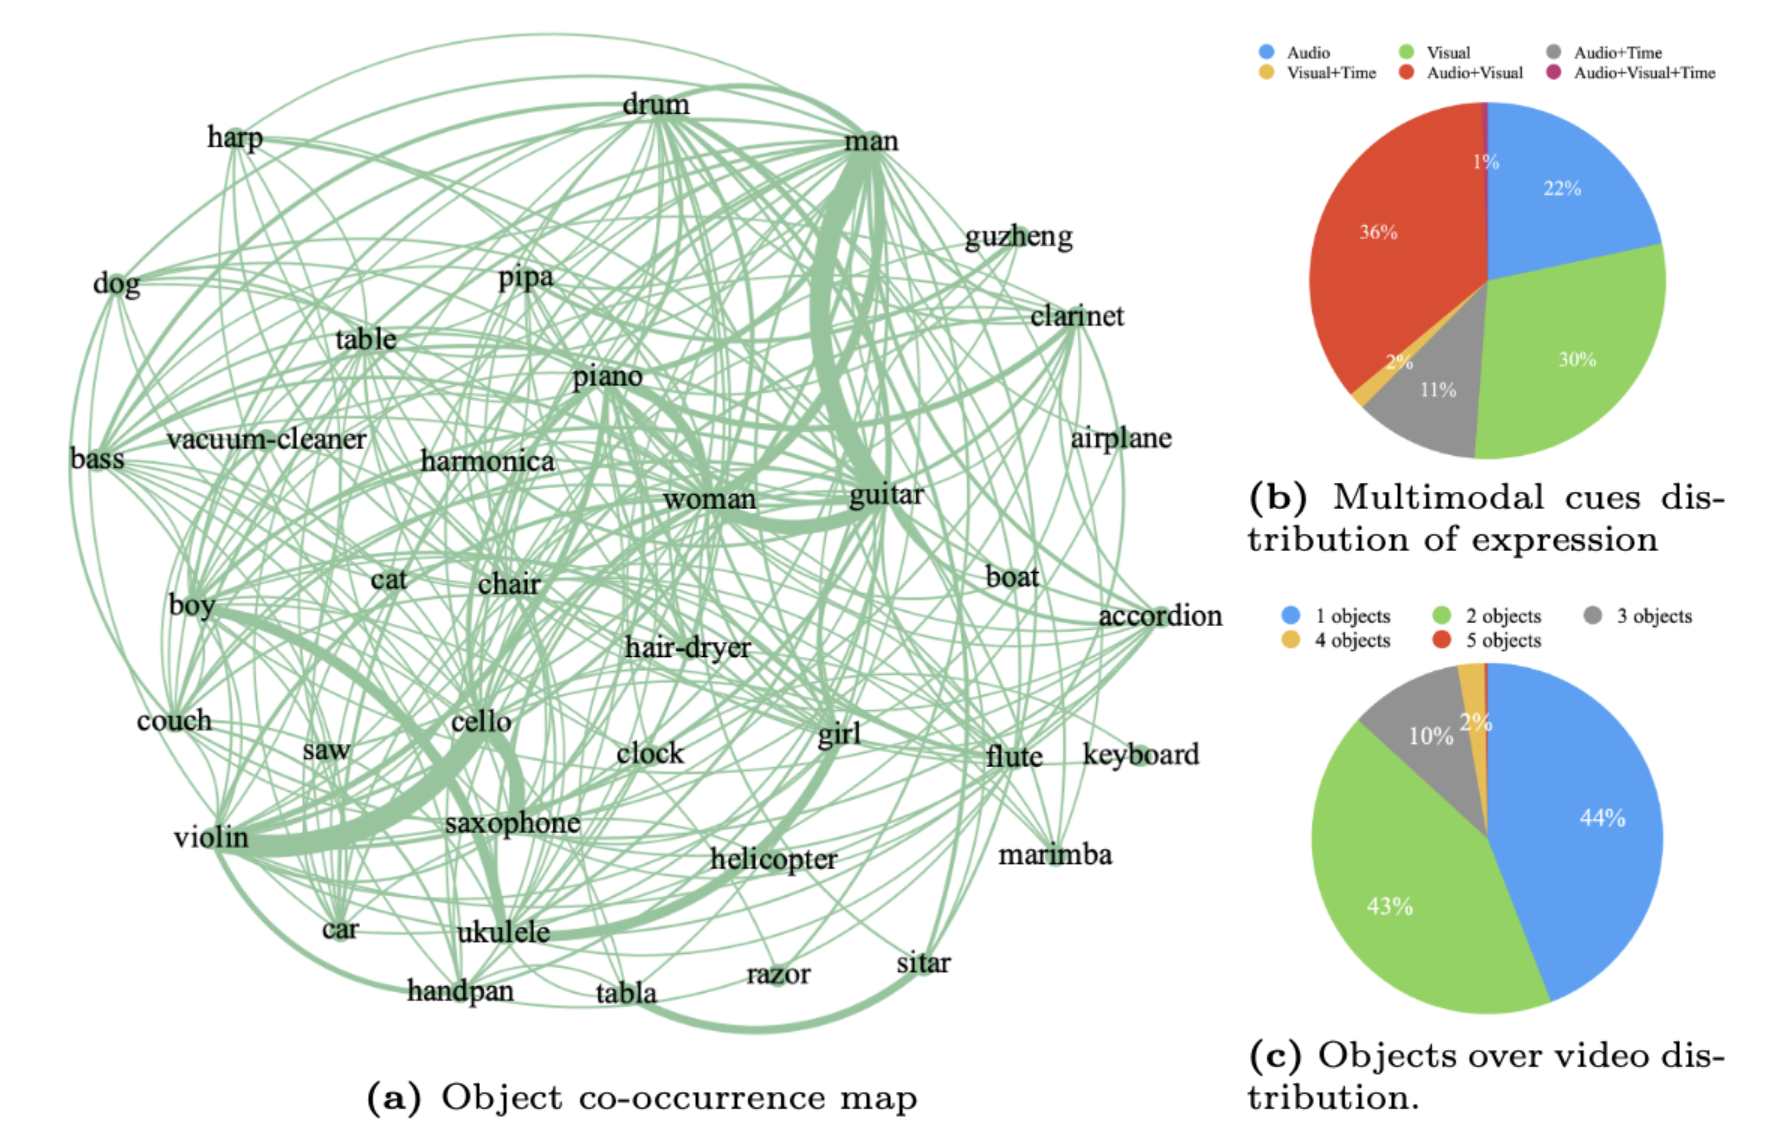 drum
harp
man
guzheng
dog
pipa
clarinet
table
piano
vacuum-cleaner
airplane
bass
harmonica
woman
guitar
cat
chair
boat
boy
accordion
hair-dryer
couch
cello
girl
saw
clock
flute
keyboard
violin
saxophone
helicopter
marimba
car
ukulele
sitar
handpan
tabla
razor
(a) Object co-occurrence map
Audio Visual Audio+Time
Visual+Time Audio+Visual Audio+Visual+Time
1%
22%
36%
30%
2%
11%
(b) Multimodal cues dis-
tribution of expression
1 objects 2 objects 3 objects
4 objects 5 objects
2%
10%
44%
43%
(c) Objects over video dis-
tribution.